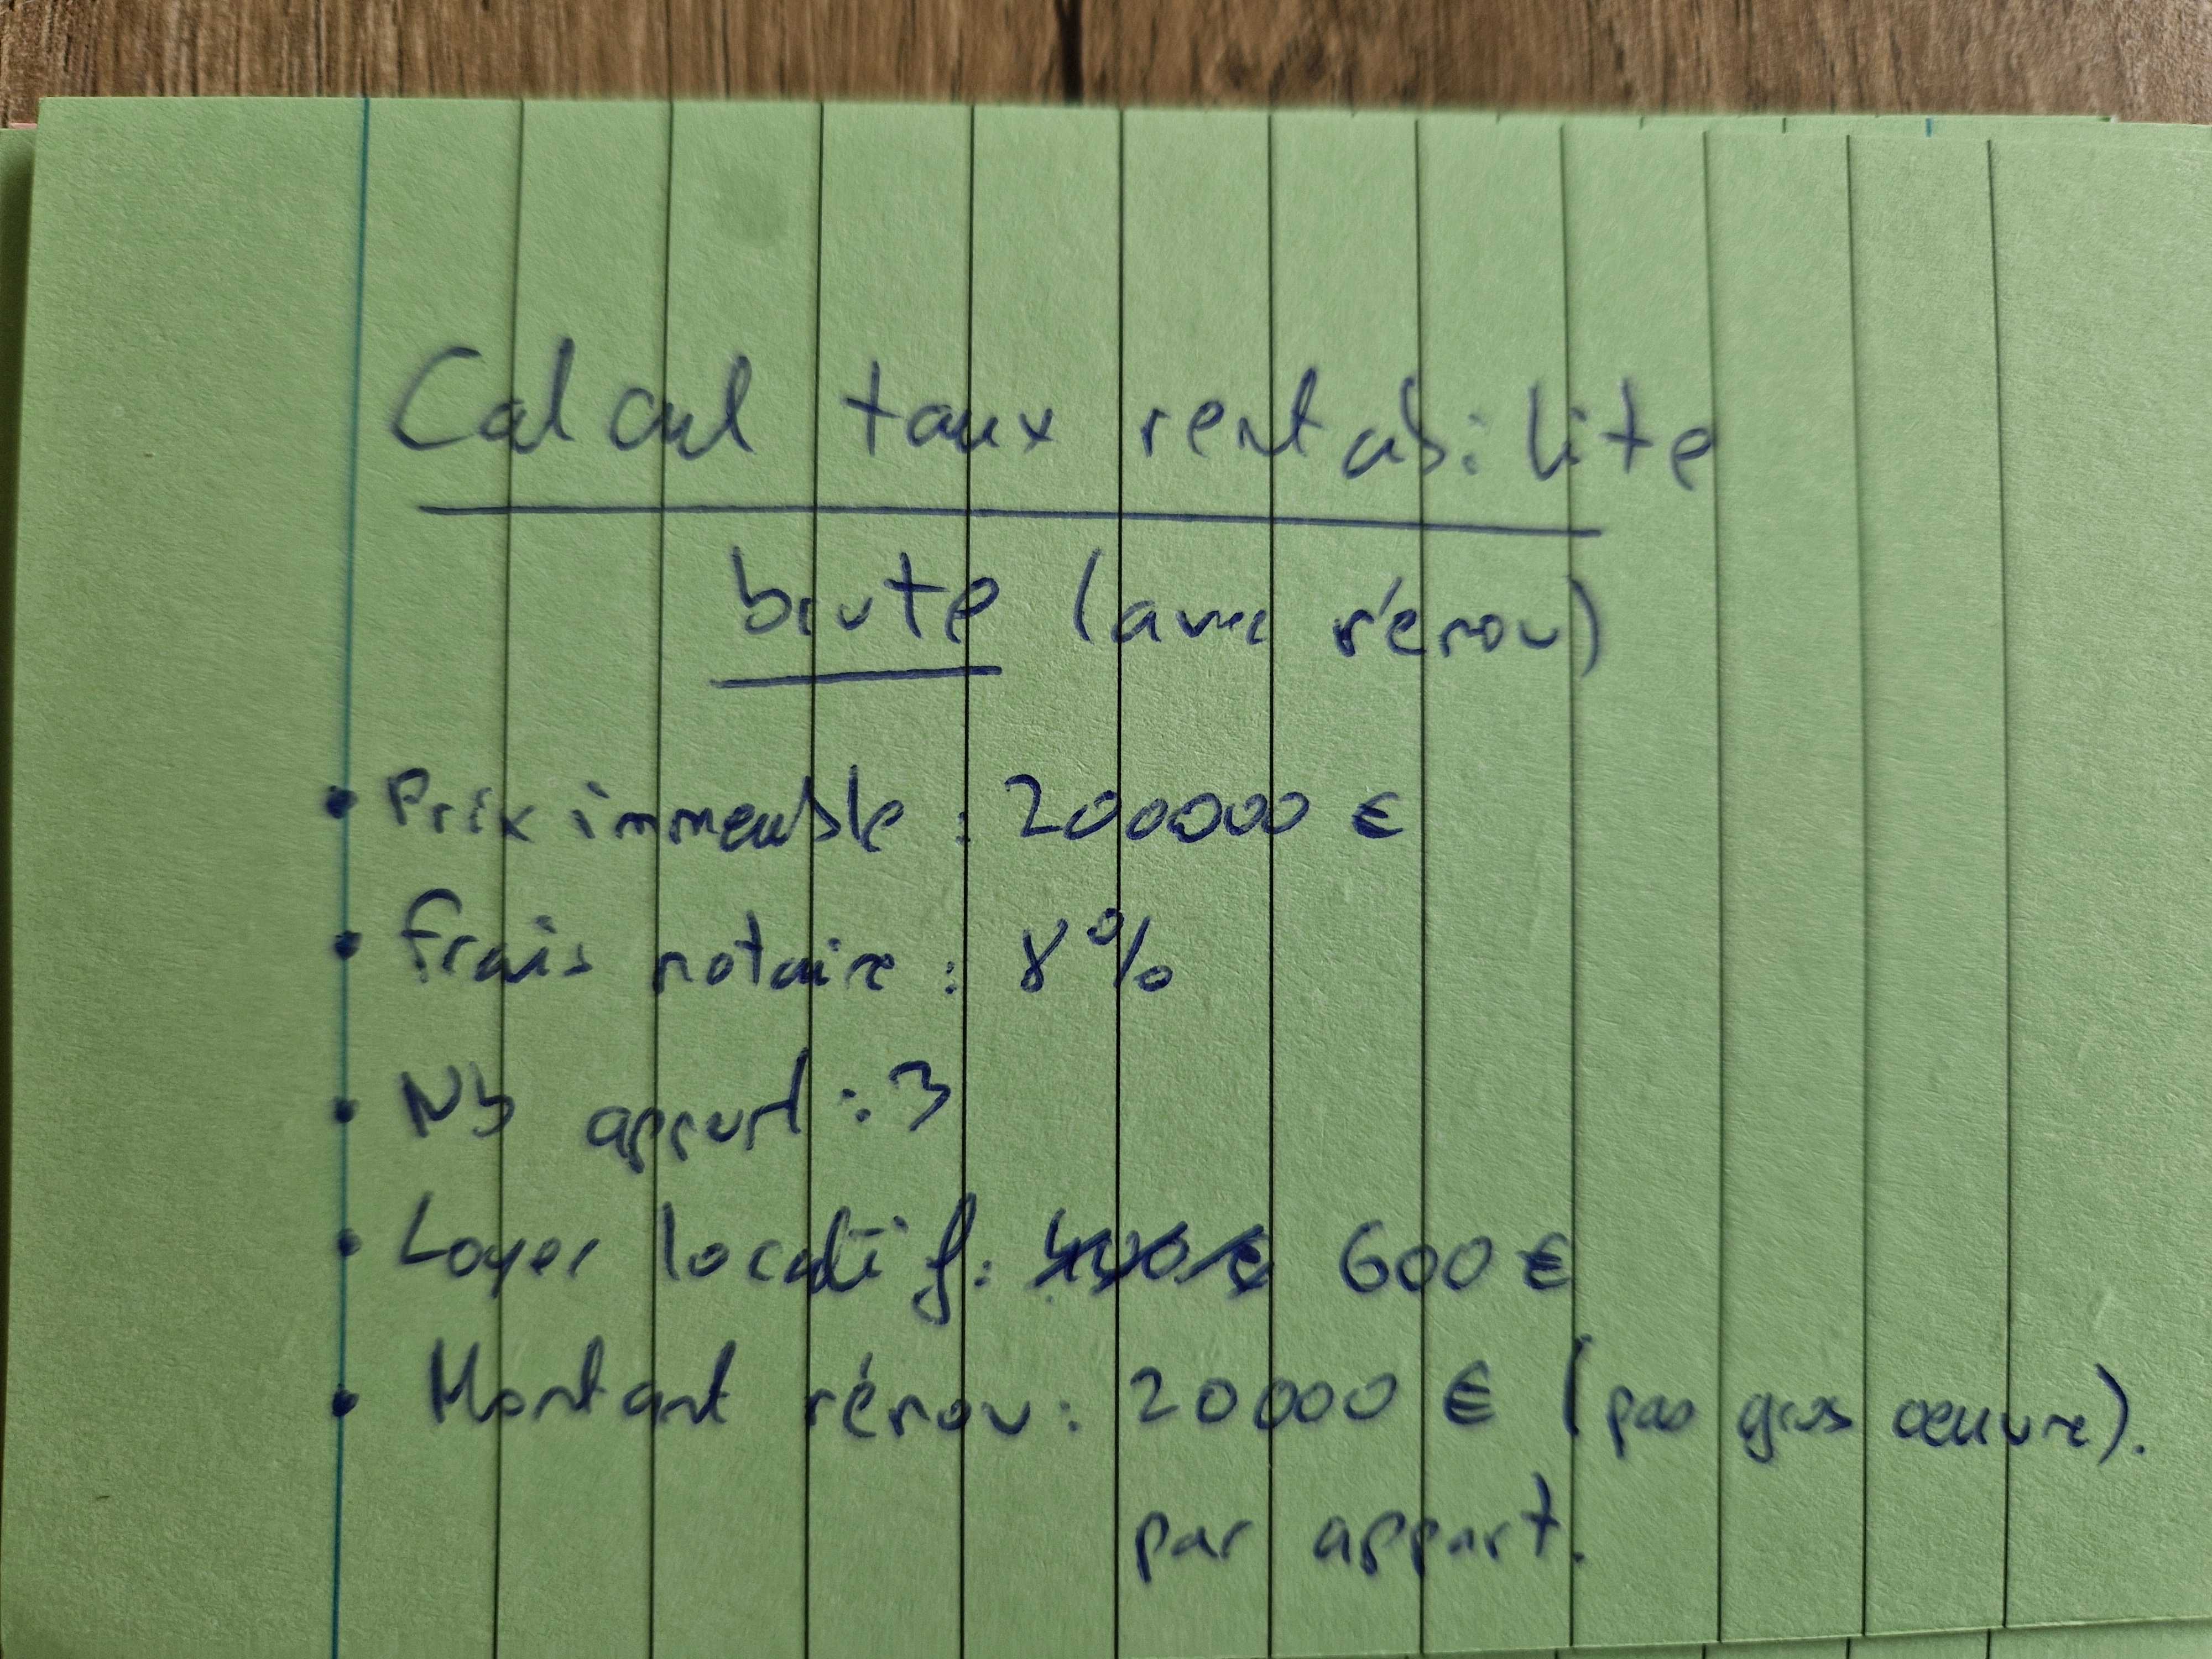 Calcul taux rentabilite
brute (avec rénov)
• Prix immeuble : 200000 €
• Frais notaire : 8%
• Nb appart : 3
• Loyer locatif : 600 €
• Montant rénov : 20000 € (pas gros oeuvre).
par appart.